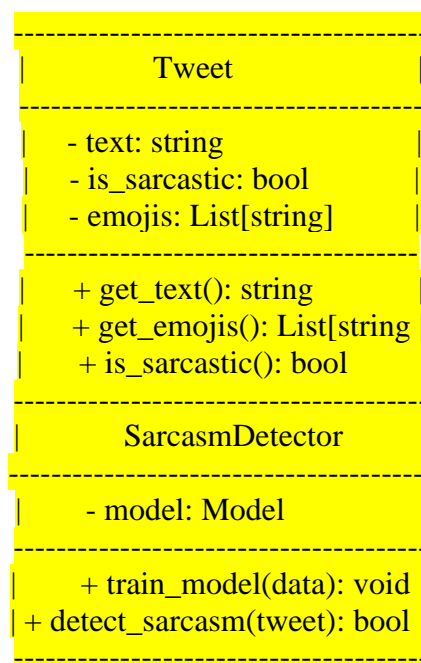 ------------------------------------------
| Tweet |
------------------------------------------
| - text: string |
| - is_sarcastic: bool |
| - emojis: List[string] |
----------------------------------------
| + get_text(): string |
| + get_emojis(): List[string
| + is_sarcastic(): bool
------------------------------------------
| SarcasmDetector
------------------------------------------
| - model: Model
------------------------------------------
| + train_model(data): void
| + detect_sarcasm(tweet): bool
------------------------------------------